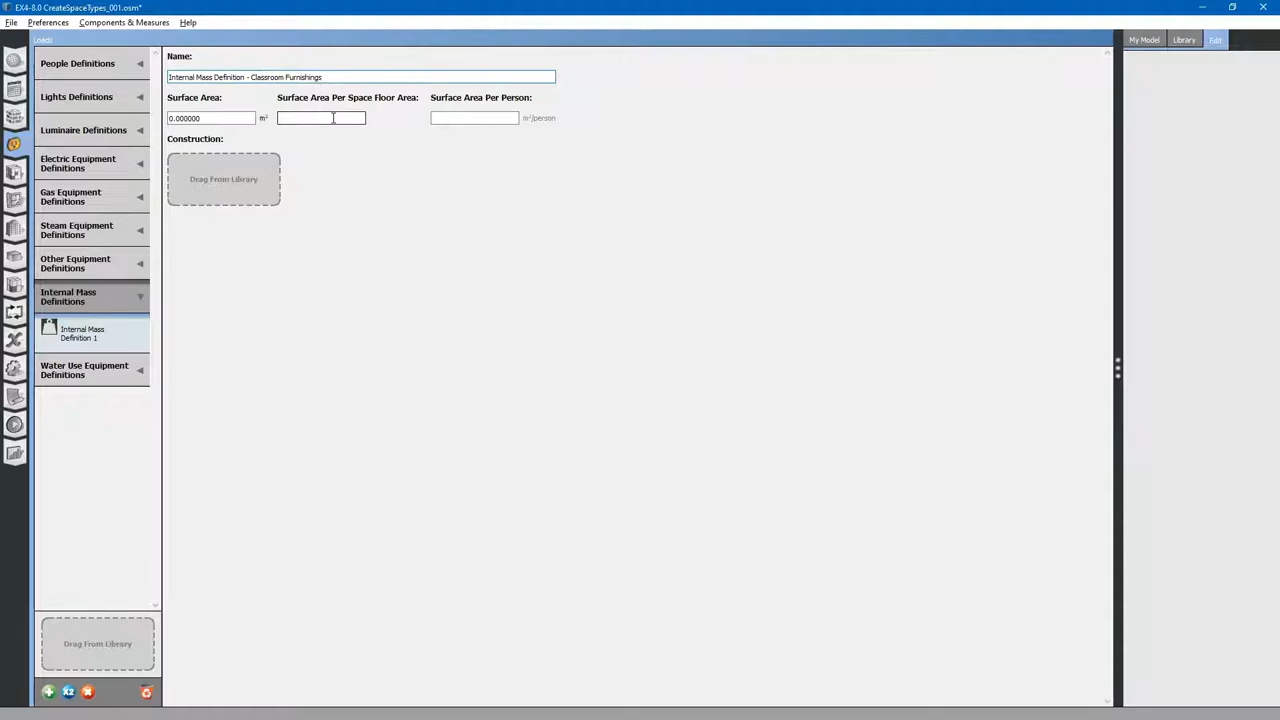 EX4-8.0 CreateSpaceTypes_001.osm*
File Preferences Components & Measures Help
Loads
My Model Library Edit
People Definitions
Lights Definitions
Luminaire Definitions
Electric Equipment
Definitions
Gas Equipment
Definitions
Steam Equipment
Definitions
Other Equipment
Definitions
Internal Mass
Definitions
Internal Mass
Definition 1
Water Use Equipment
Definitions
Drag From Library
Name:
Internal Mass Definition - Classroom Furnishings
Surface Area: Surface Area Per Space Floor Area: Surface Area Per Person:
0.000000 m² m²/person
Construction:
Drag From Library
X2